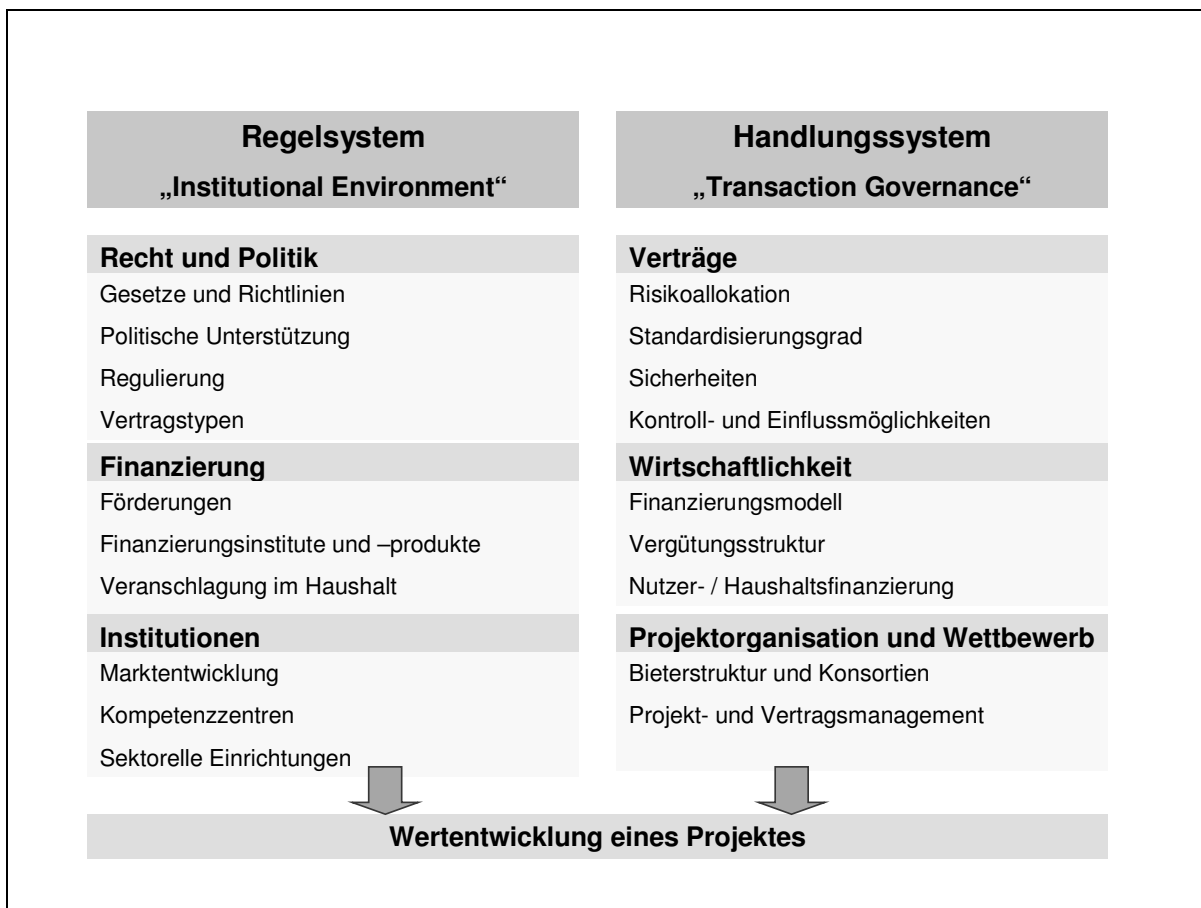 Regelsystem
„Institutional Environment“
Recht und Politik
Gesetze und Richtlinien
Politische Unterstützung
Regulierung
Vertragstypen
Finanzierung
Förderungen
Finanzierungsinstitute und –produkte
Veranschlagung im Haushalt
Institutionen
Marktentwicklung
Kompetenzzentren
Sektorelle Einrichtungen
Handlungssystem
„Transaction Governance“
Verträge
Risikoallokation
Standardisierungsgrad
Sicherheiten
Kontroll- und Einflussmöglichkeiten
Wirtschaftlichkeit
Finanzierungsmodell
Vergütungsstruktur
Nutzer- / Haushaltsfinanzierung
Projektorganisation und Wettbewerb
Bieterstruktur und Konsortien
Projekt- und Vertragsmanagement
Wertentwicklung eines Projektes